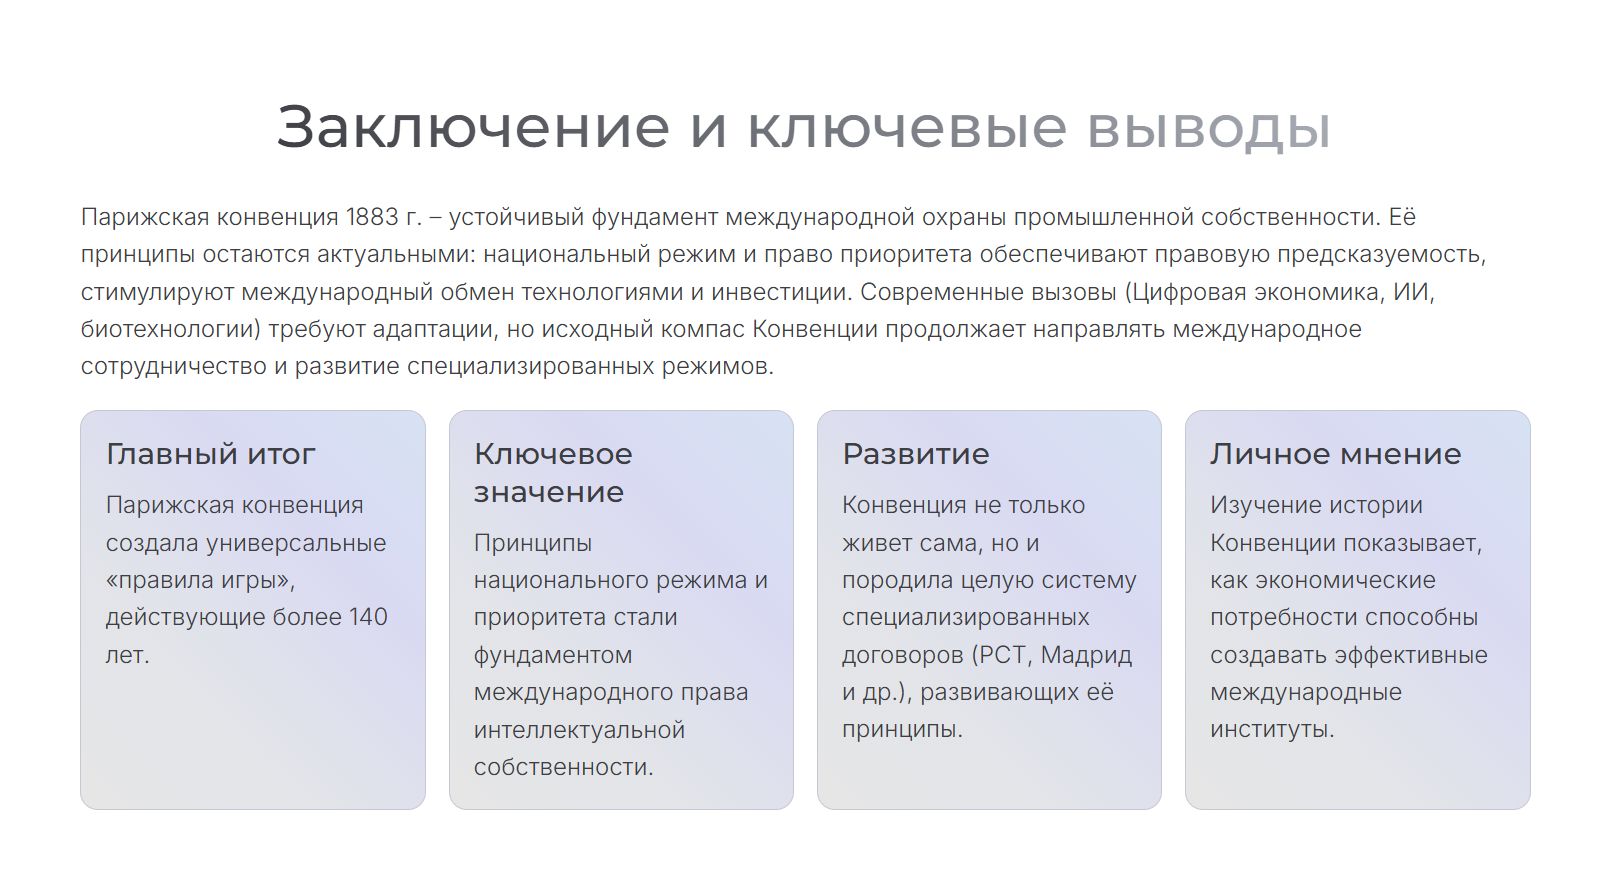 Заключение и ключевые выводы
Парижская конвенция 1883 г. – устойчивый фундамент международной охраны промышленной собственности. Её
принципы остаются актуальными: национальный режим и право приоритета обеспечивают правовую предсказуемость,
стимулируют международный обмен технологиями и инвестиции. Современные вызовы (Цифровая экономика, ИИ,
биотехнологии) требуют адаптации, но исходный компас Конвенции продолжает направлять международное
сотрудничество и развитие специализированных режимов.
Главный итог
Парижская конвенция
создала универсальные
«правила игры»,
действующие более 140
лет.
Ключевое
значение
Принципы
национального режима и
приоритета стали
фундаментом
международного права
интеллектуальной
собственности.
Развитие
Конвенция не только
живет сама, но и
породила целую систему
специализированных
договоров (PCT, Мадрид
и др.), развивающих её
принципы.
Личное мнение
Изучение истории
Конвенции показывает,
как экономические
потребности способны
создавать эффективные
международные
институты.